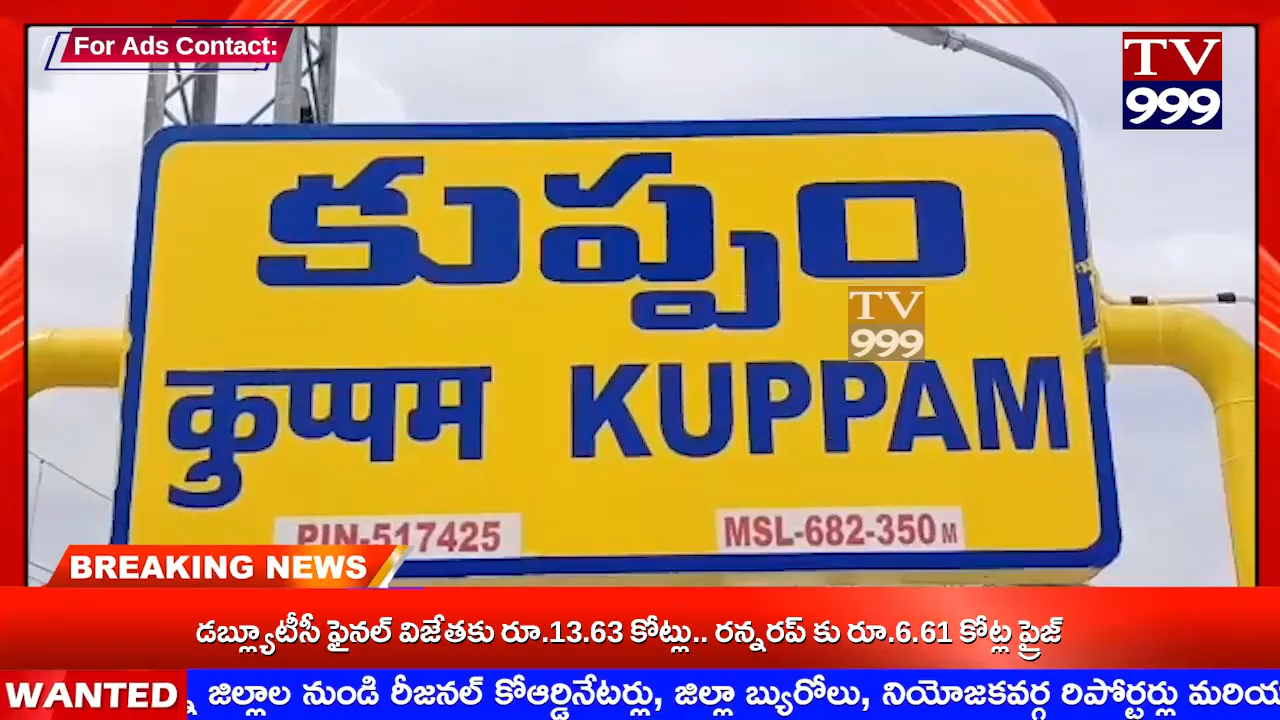 For Ads Contact:
TV
999
కుప్పం
TV
999
कुप्पम KUPPAM
PIN-517425
MSL-682-350 M
BREAKING NEWS
డబ్ల్యూటీసీ ఫైనల్ విజేతకు రూ.13.63 కోట్లు.. రన్నరప్ కు రూ.6.61 కోట్ల ప్రైజ్
WANTED జిల్లాల నుండి రీజనల్ కోఆర్డినేటర్లు, జిల్లా బ్యురోలు, నియోజకవర్గ రిపోర్టర్లు